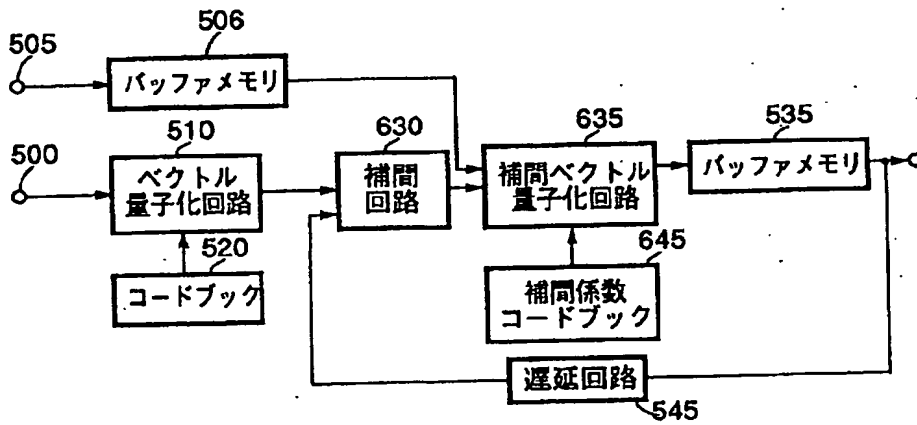 506
505
バッファメモリ
510
630
635
535
500
ベクトル
量子化回路
補間
回路
補間ベクトル
量子化回路
バッファメモリ
520
645
コードブック
補間係数
コードブック
遅延回路
545